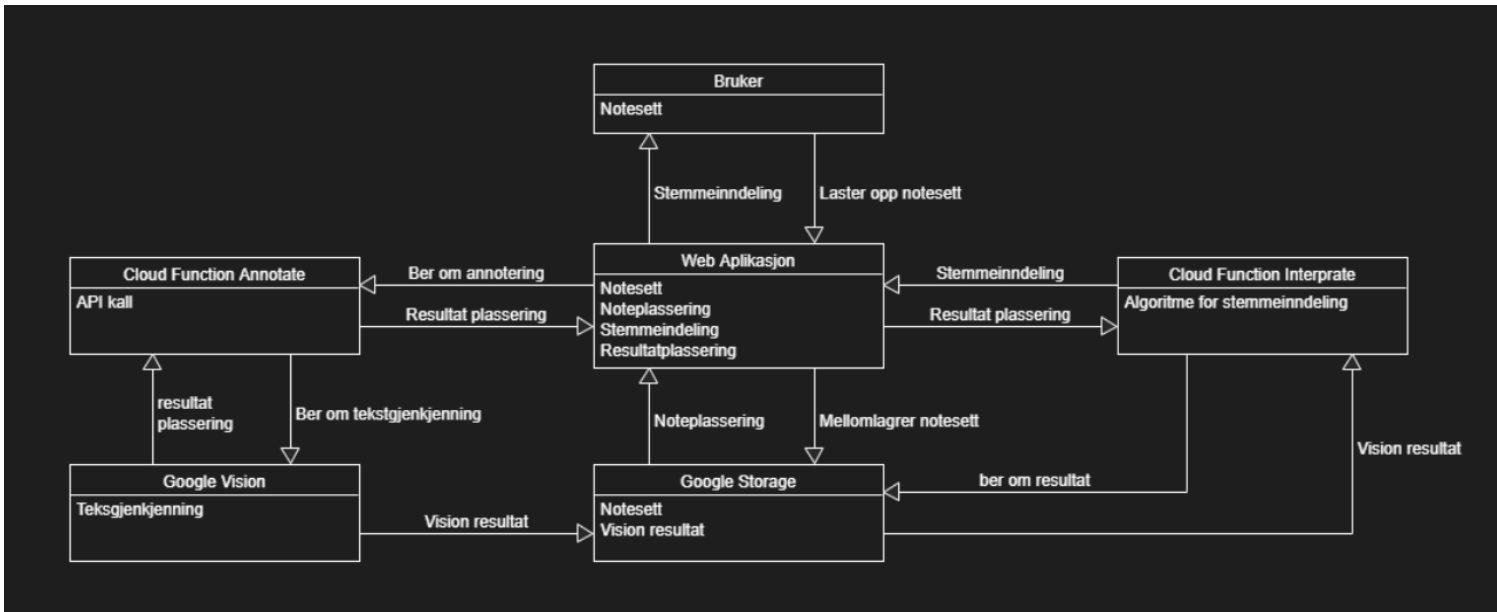 Bruker
Notesett
Stemmeinndeling
Laster opp notesett
Cloud Function Annotate
API kall
Ber om annotering
Resultat plassering
Web Aplikasjon
Notesett
Noteplassering
Stemmeindeling
Resultatplassering
Stemmeinndeling
Resultat plassering
Cloud Function Interprate
Algoritme for stemmeinndeling
resultat
plassering
Ber om tekstgjenkjenning
Noteplassering
Mellomlagrer notesett
Vision resultat
Google Vision
Teksgjenkjenning
Vision resultat
Google Storage
Notesett
Vision resultat
ber om resultat